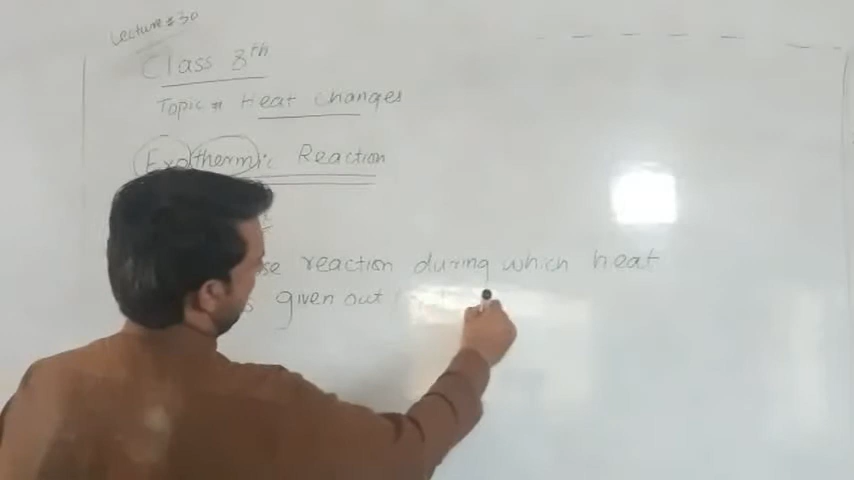 Lecture # 30
Class 8th
Topic = Heat Changes
Exothermic Reaction
reaction during which heat
given out